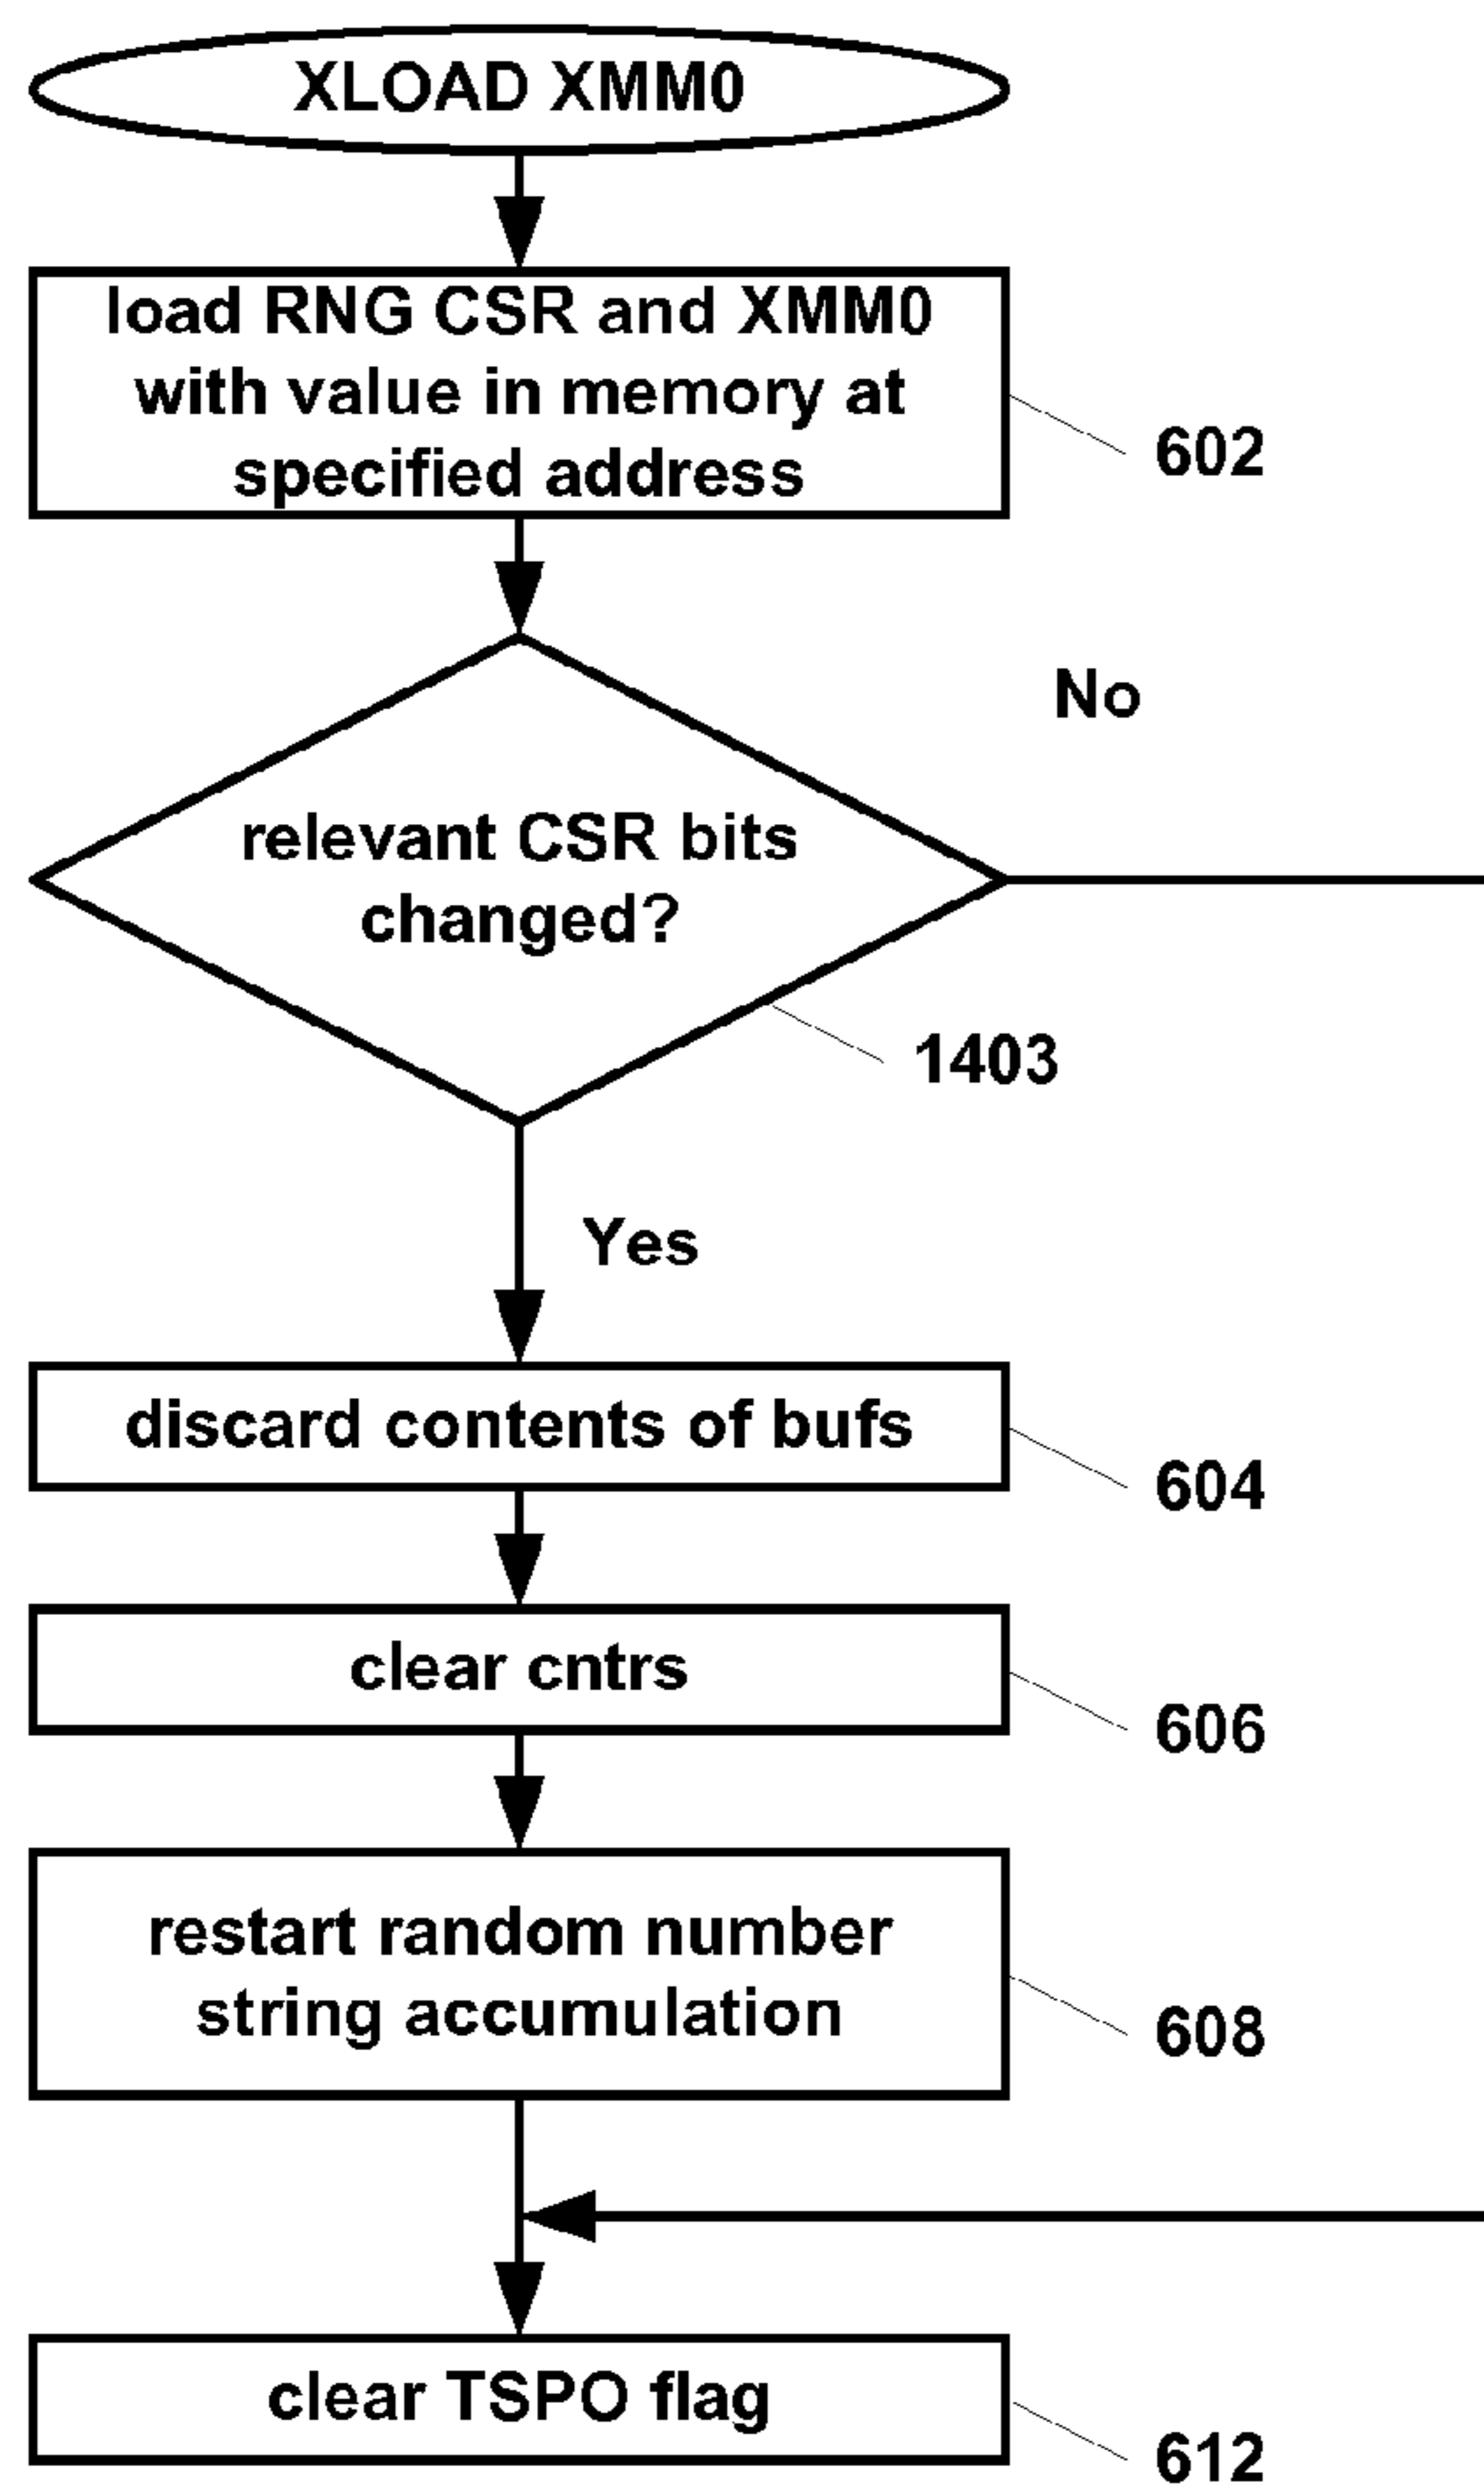 XLOAD XMM0
load RNG CSR and XMM0
with value in memory at
specified address
602
No
relevant CSR bits
changed?
1403
Yes
discard contents of bufs
604
clear cntrs
606
restart random number
string accumulation
608
clear TSPO flag
612